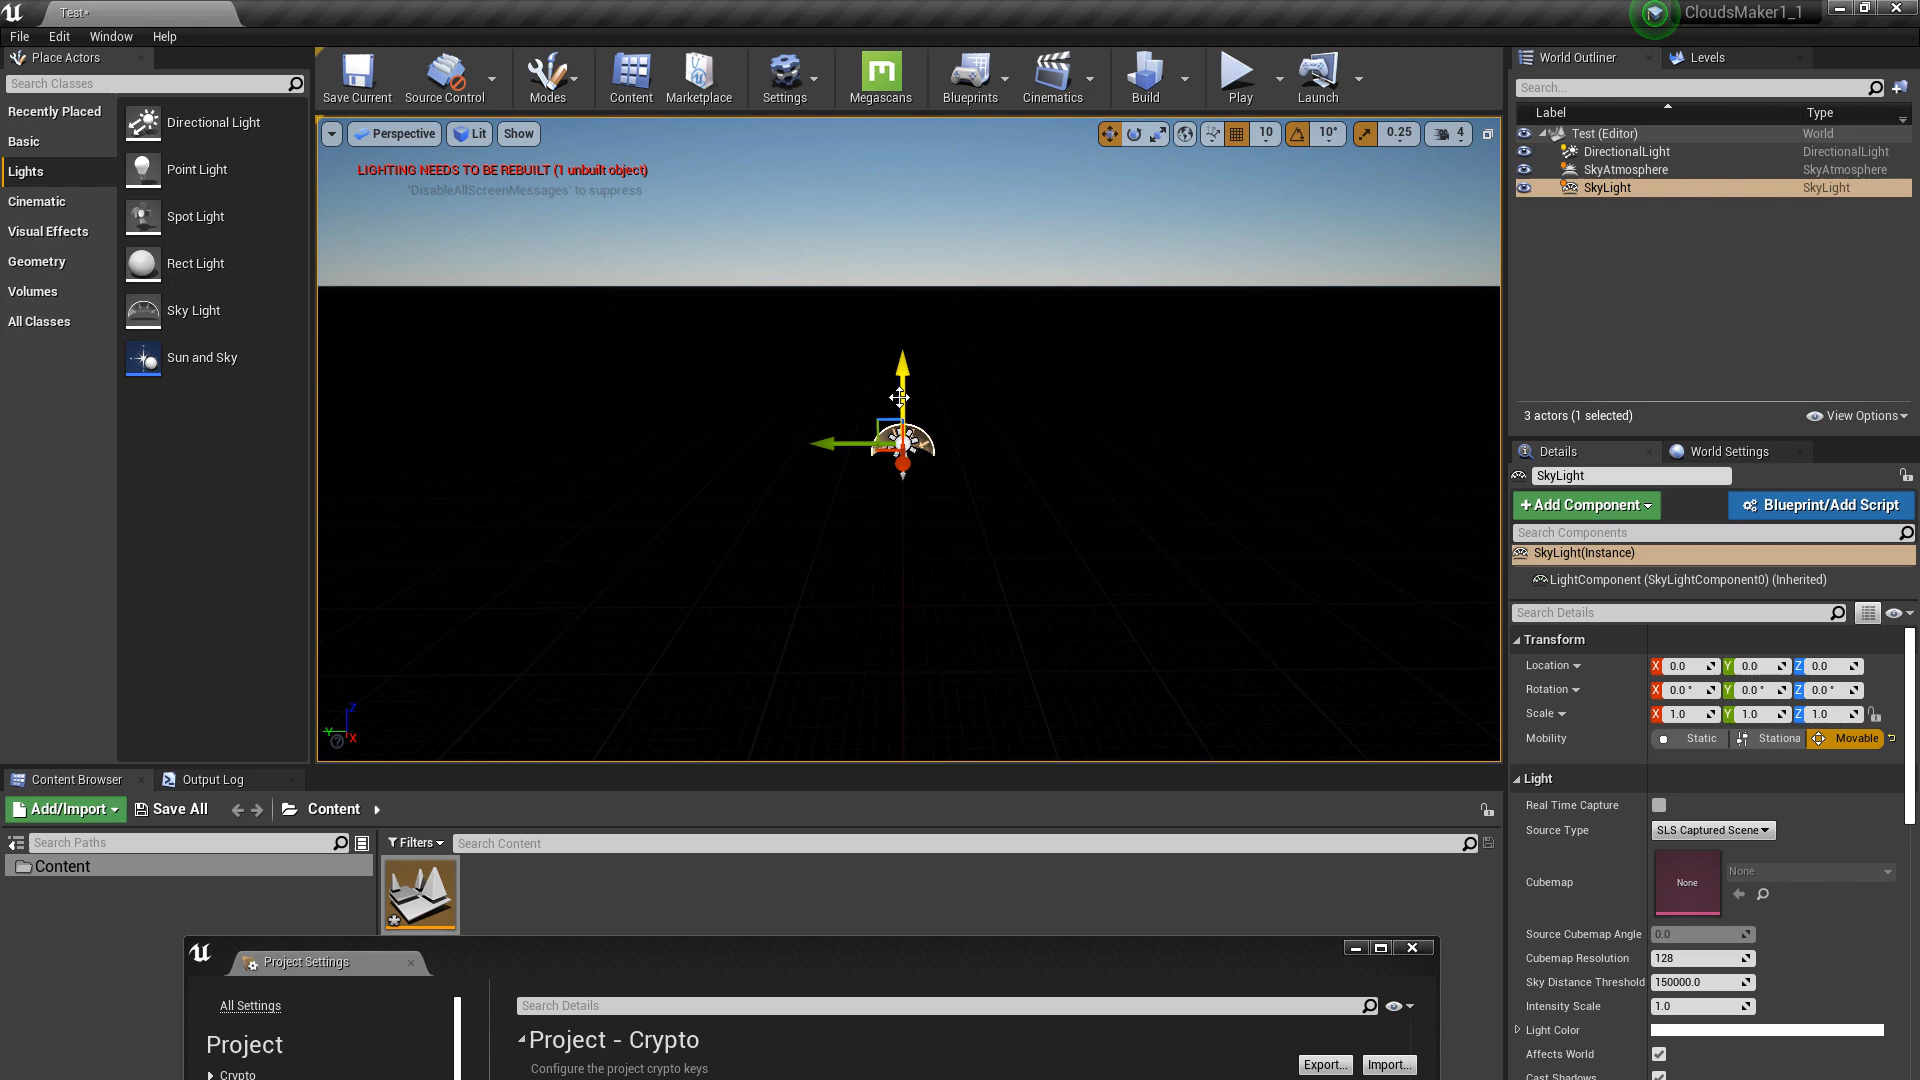 Test*
CloudsMaker1_1
File Edit Window Help
Place Actors
Search Classes
Recently Placed
Basic
Lights
Cinematic
Visual Effects
Geometry
Volumes
All Classes
Directional Light
Point Light
Spot Light
Rect Light
Sky Light
Sun and Sky
Save Current Source Control Modes Content Marketplace Settings Megascans Blueprints Cinematics Build Play Launch
Perspective Lit Show 10 10° 0.25 4
LIGHTING NEEDS TO BE REBUILT (1 unbuilt object)
'DisableAllScreenMessages' to suppress
Z
Y
X
World Outliner Levels
Search...
Label Type
Test (Editor) World
DirectionalLight DirectionalLight
SkyAtmosphere SkyAtmosphere
SkyLight SkyLight
3 actors (1 selected) View Options
Details World Settings
SkyLight
+Add Component Blueprint/Add Script
Search Components
SkyLight(Instance)
LightComponent (SkyLightComponent0) (Inherited)
Search Details
Transform
Location X 0.0 Y 0.0 Z 0.0
Rotation X 0.0 ° Y 0.0 ° Z 0.0 °
Scale X 1.0 Y 1.0 Z 1.0
Mobility Static Stationa Movable
Light
Real Time Capture
Source Type SLS Captured Scene
Cubemap None None
Source Cubemap Angle 0.0
Cubemap Resolution 128
Sky Distance Threshold 150000.0
Intensity Scale 1.0
Light Color
Affects World
Cast Shadows
Content Browser Output Log
Add/Import Save All Content
Search Paths
Content
Filters Search Content
Project Settings
All Settings
Project
Crypto
Search Details
Project - Crypto
Configure the project crypto keys
Export... Import...